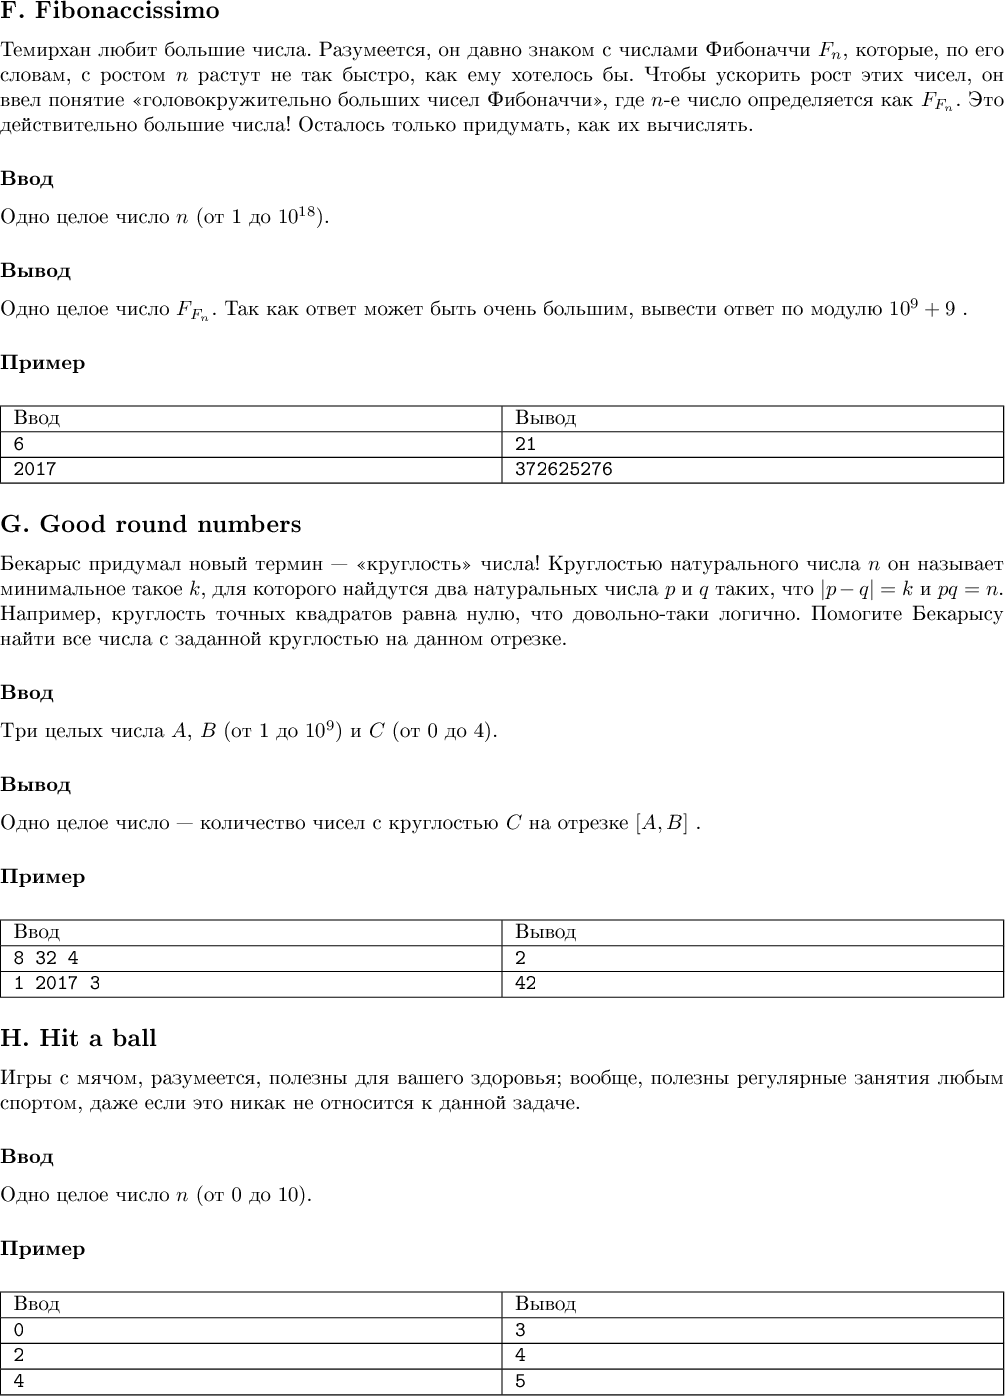 F. Fibonaccissimo
Темирхан любит большие числа. Разумеется, он давно знаком с числами Фибоначчи Fₙ, которые, по его
словам, с ростом n растут не так быстро, как ему хотелось бы. Чтобы ускорить рост этих чисел, он
ввел понятие «головокружительно больших чисел Фибоначчи», где n-е число определяется как F_{F_n}. Это
действительно большие числа! Осталось только придумать, как их вычислять.
Ввод
Одно целое число n (от 1 до 10¹⁸).
Вывод
Одно целое число F_{F_n}. Так как ответ может быть очень большим, вывести ответ по модулю 10⁹ + 9 .
Пример
Ввод Вывод
6 21
2017 372625276
G. Good round numbers
Бекарыс придумал новый термин — «круглость» числа! Круглостью натурального числа n он называет
минимальное такое k, для которого найдутся два натуральных числа p и q таких, что |p − q| = k и pq = n.
Например, круглость точных квадратов равна нулю, что довольно-таки логично. Помогите Бекарысу
найти все числа с заданной круглостью на данном отрезке.
Ввод
Три целых числа A, B (от 1 до 10⁹) и C (от 0 до 4).
Вывод
Одно целое число — количество чисел с круглостью C на отрезке [A, B] .
Пример
Ввод Вывод
8 32 4 2
1 2017 3 42
H. Hit a ball
Игры с мячом, разумеется, полезны для вашего здоровья; вообще, полезны регулярные занятия любым
спортом, даже если это никак не относится к данной задаче.
Ввод
Одно целое число n (от 0 до 10).
Пример
Ввод Вывод
0 3
2 4
4 5